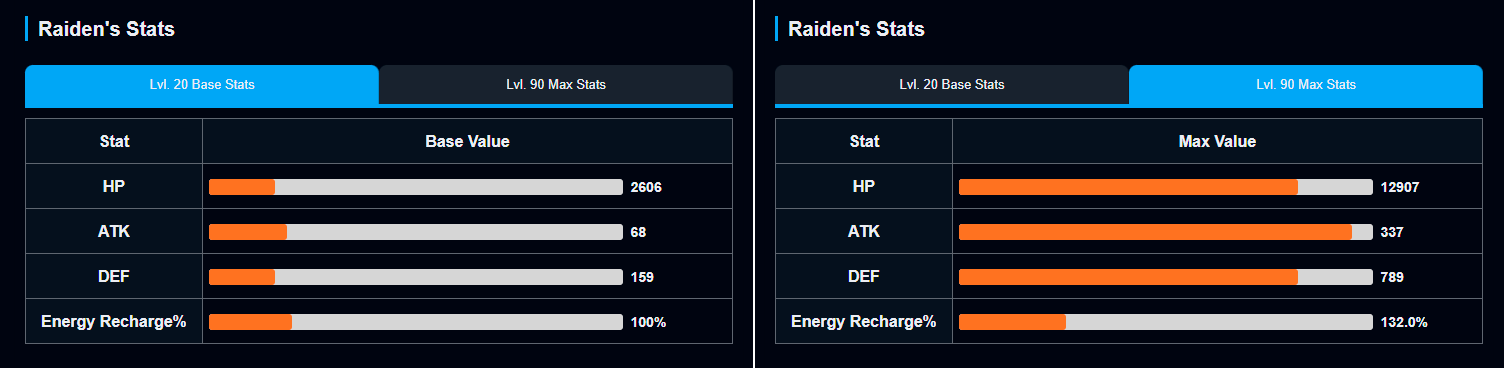 Raiden's Stats
Lvl. 20 Base Stats Lvl. 90 Max Stats
Stat Base Value
HP 2606
ATK 68
DEF 159
Energy Recharge% 100%
Raiden's Stats
Lvl. 20 Base Stats Lvl. 90 Max Stats
Stat Max Value
HP 12907
ATK 337
DEF 789
Energy Recharge% 132.0%